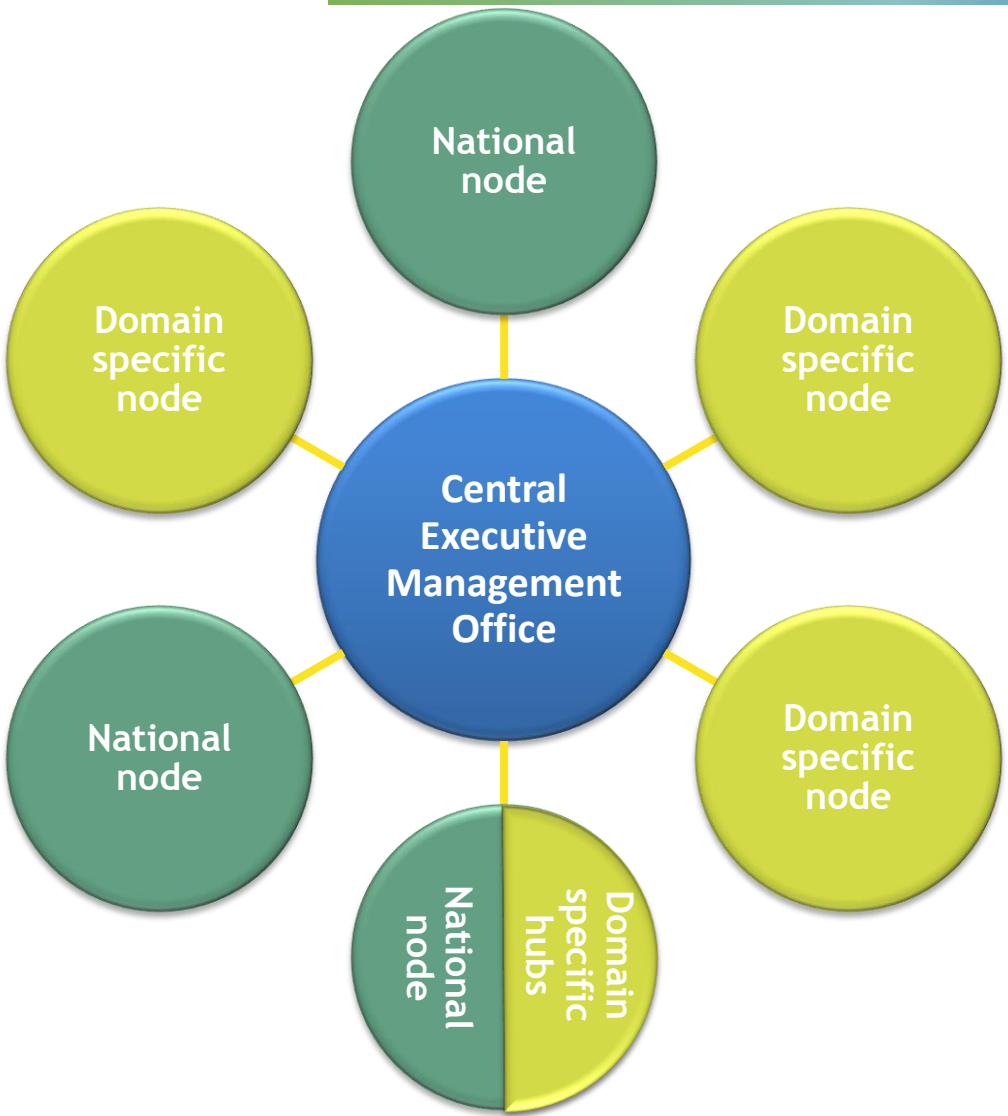 National
node
Domain
specific
node
Domain
specific
node
Central
Executive
Management
Office
National
node
Domain
specific
node
National
node
Domain
specific
hubs